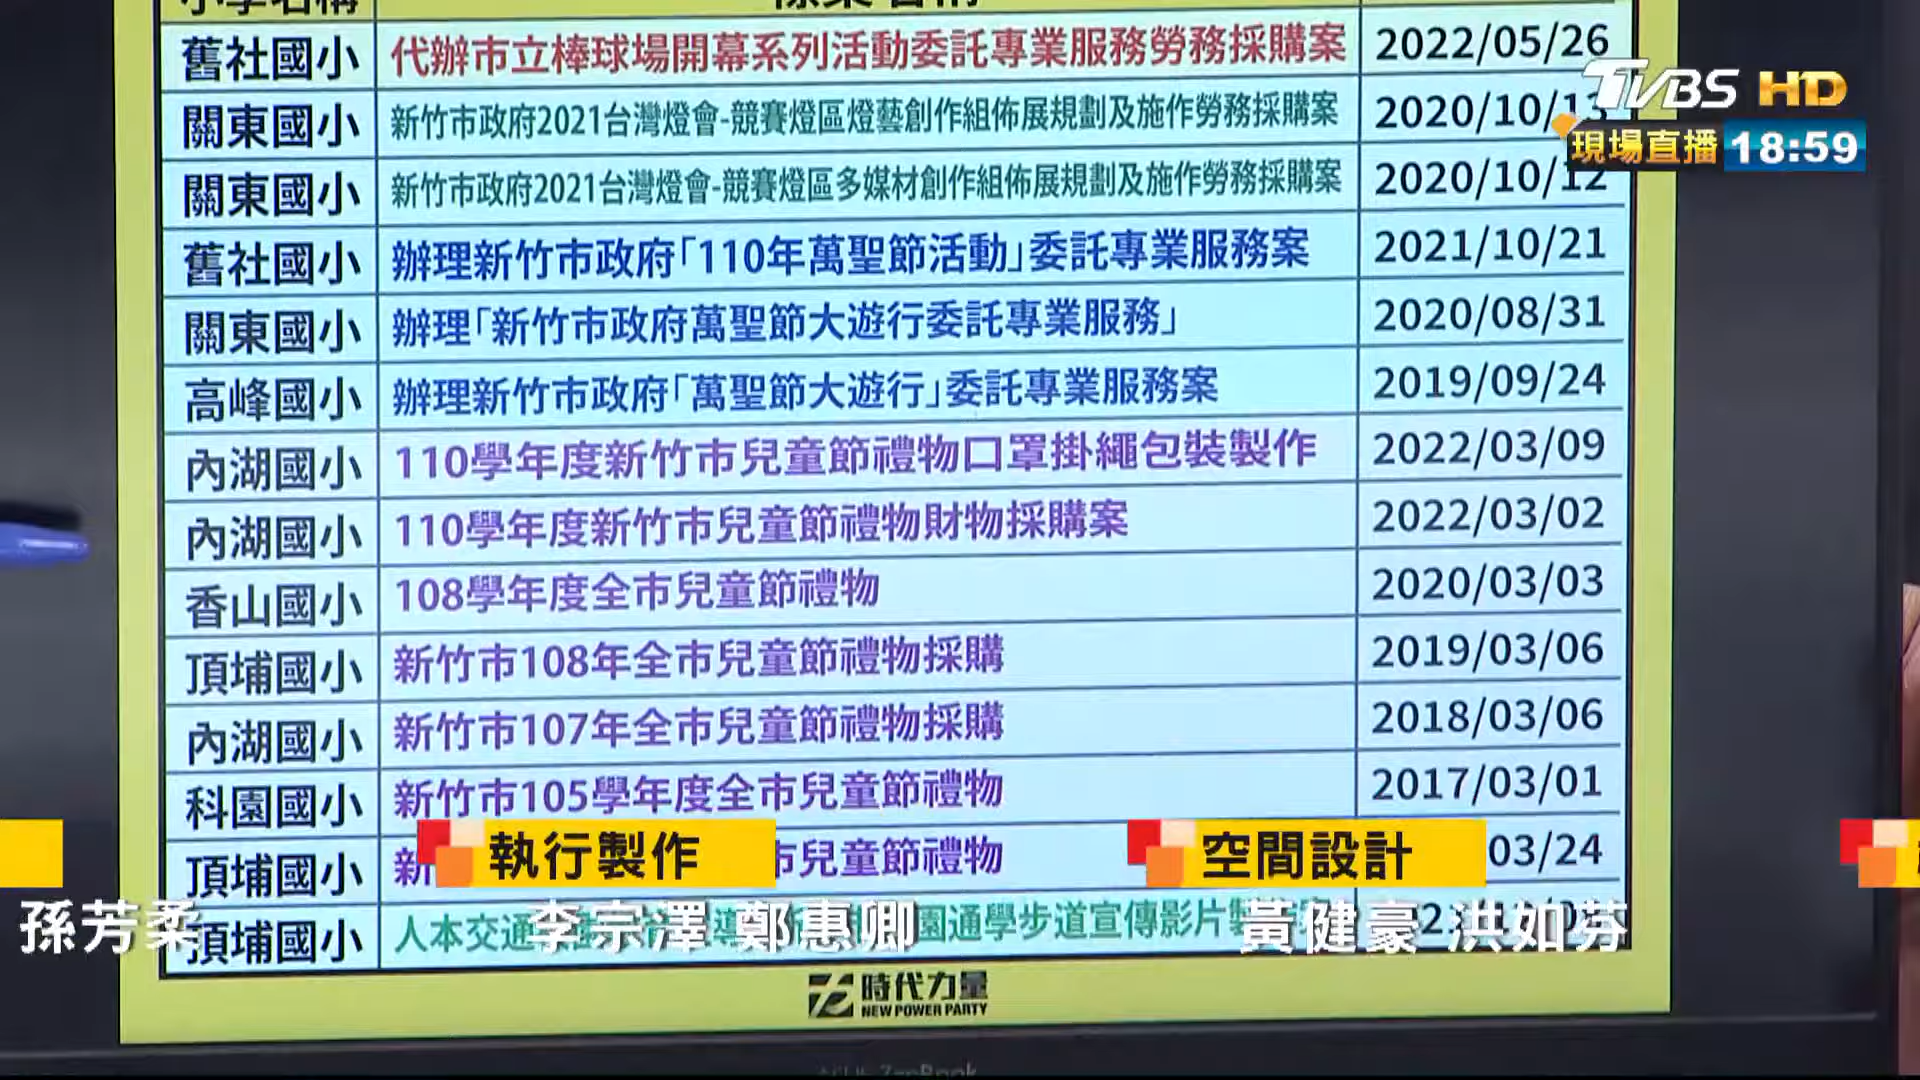 舊社國小 代辦市立棒球場開幕系列活動委託專業服務勞務採購案 2022/05/26
TVBS HD
關東國小 新竹市政府2021台灣燈會-競賽燈區燈藝創作組佈展規劃及施作勞務採購案 2020/10/13
現場直播 18:59
關東國小 新竹市政府2021台灣燈會-競賽燈區多媒材創作組佈展規劃及施作勞務採購案 2020/10/12
舊社國小 辦理新竹市政府「110年萬聖節活動」委託專業服務案 2021/10/21
關東國小 辦理「新竹市政府萬聖節大遊行委託專業服務」 2020/08/31
高峰國小 辦理新竹市政府「萬聖節大遊行」委託專業服務案 2019/09/24
內湖國小 110學年度新竹市兒童節禮物口罩掛繩包裝製作 2022/03/09
內湖國小 110學年度新竹市兒童節禮物財物採購案 2022/03/02
香山國小 108學年度全市兒童節禮物 2020/03/03
頂埔國小 新竹市108年全市兒童節禮物採購 2019/03/06
內湖國小 新竹市107年全市兒童節禮物採購 2018/03/06
科園國小 新竹市105學年度全市兒童節禮物 2017/03/01
頂埔國小 新 市兒童節禮物 03/24
執行製作 空間設計
頂埔國小 人本交通 園通學步道宣傳影片製
孫芳柔 李宗澤 鄭惠卿 黃健豪 洪如芬
時代力量
NEW POWER PARTY